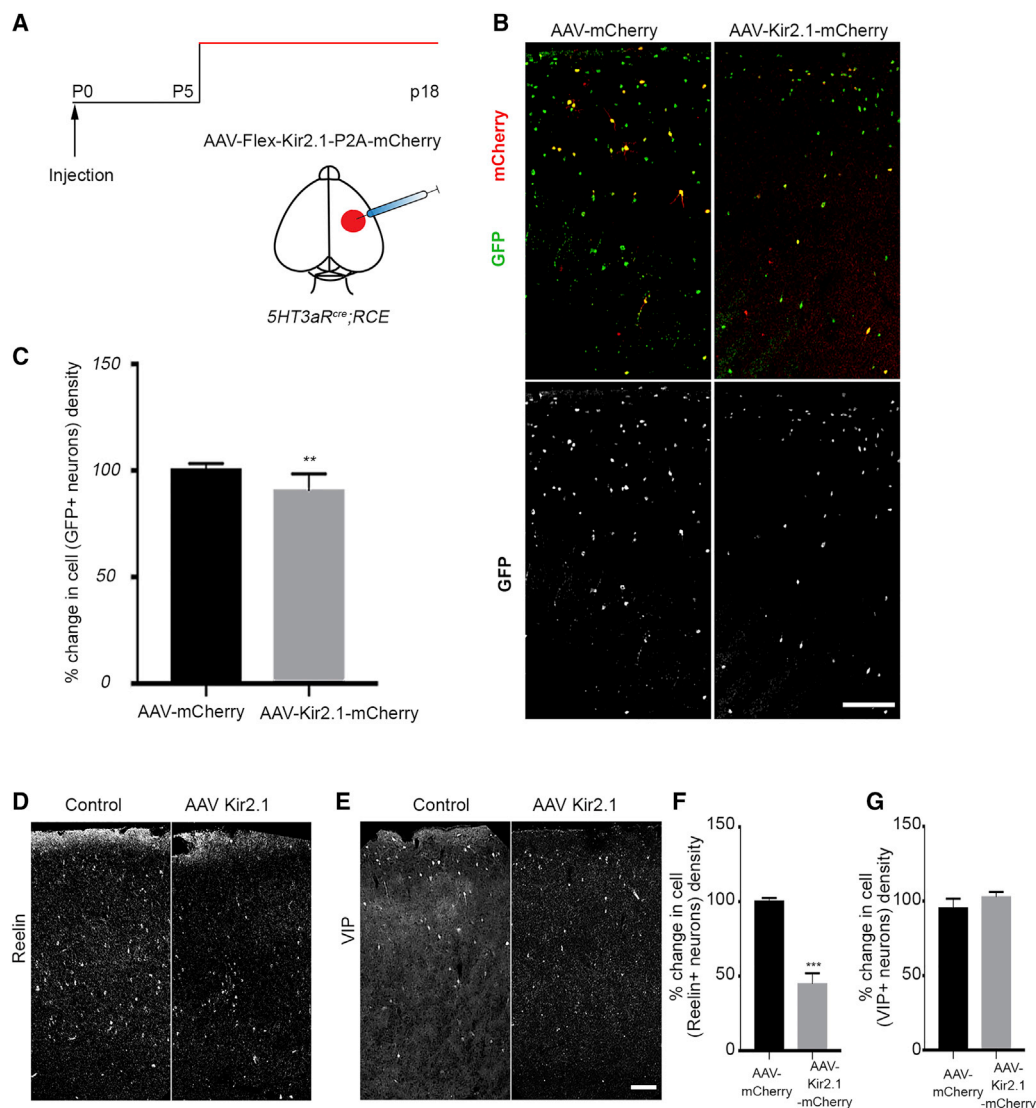 A
P0
P5
p18
AAV-Flex-Kir2.1-P2A-mCherry
Injection
5HT3aRcre;RCE
B
AAV-mCherry
AAV-Kir2.1-mCherry
GFP mCherry
GFP
C
% change in cell (GFP+ neurons) density
150
100
50
0
**
AAV-mCherry
AAV-Kir2.1-mCherry
D
Control
AAV Kir2.1
Reelin
E
Control
AAV Kir2.1
VIP
F
% change in cell
(Reelin+ neurons) density
150
100
50
0
***
AAV-
mCherry
AAV-
Kir2.1
-mCherry
G
% change in cell
(VIP+ neurons) density
150
100
50
0
AAV-
mCherry
AAV-
Kir2.1
-mCherry